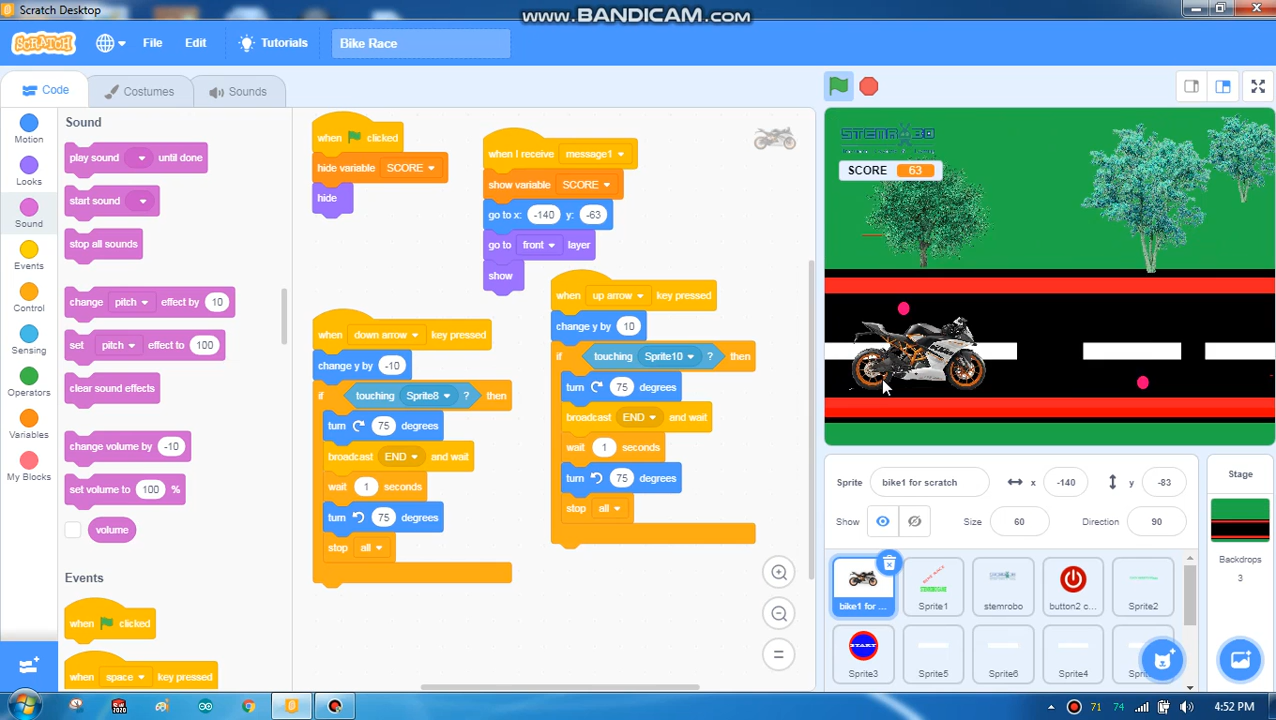 Scratch Desktop
www.BANDICAM.com
SCRATCH
File
Edit
Tutorials
Bike Race
Code
Costumes
Sounds
Motion
Looks
Sound
Events
Control
Sensing
Operators
Variables
My Blocks
Sound
play sound until done
start sound
stop all sounds
change pitch effect by 10
set pitch effect to 100
clear sound effects
change volume by -10
set volume to 100 %
volume
Events
when clicked
when space key pressed
when clicked
hide variable SCORE
hide
when I receive message1
show variable SCORE
go to x: -140 y: -63
go to front layer
show
when down arrow key pressed
change y by -10
if touching Sprite8 ? then
turn 75 degrees
broadcast END and wait
wait 1 seconds
turn 75 degrees
stop all
when up arrow key pressed
change y by 10
if touching Sprite10 ? then
turn 75 degrees
broadcast END and wait
wait 1 seconds
turn 75 degrees
stop all
SCORE 63
Sprite
bike1 for scratch
x
-140
y
-83
Show
Size
60
Direction
90
bike1 for ...
Sprite1
stemrobo
button2 c...
Sprite2
START
Sprite3
Sprite5
Sprite6
Sprite4
Stage
Backdrops
3
71
74
4:52 PM